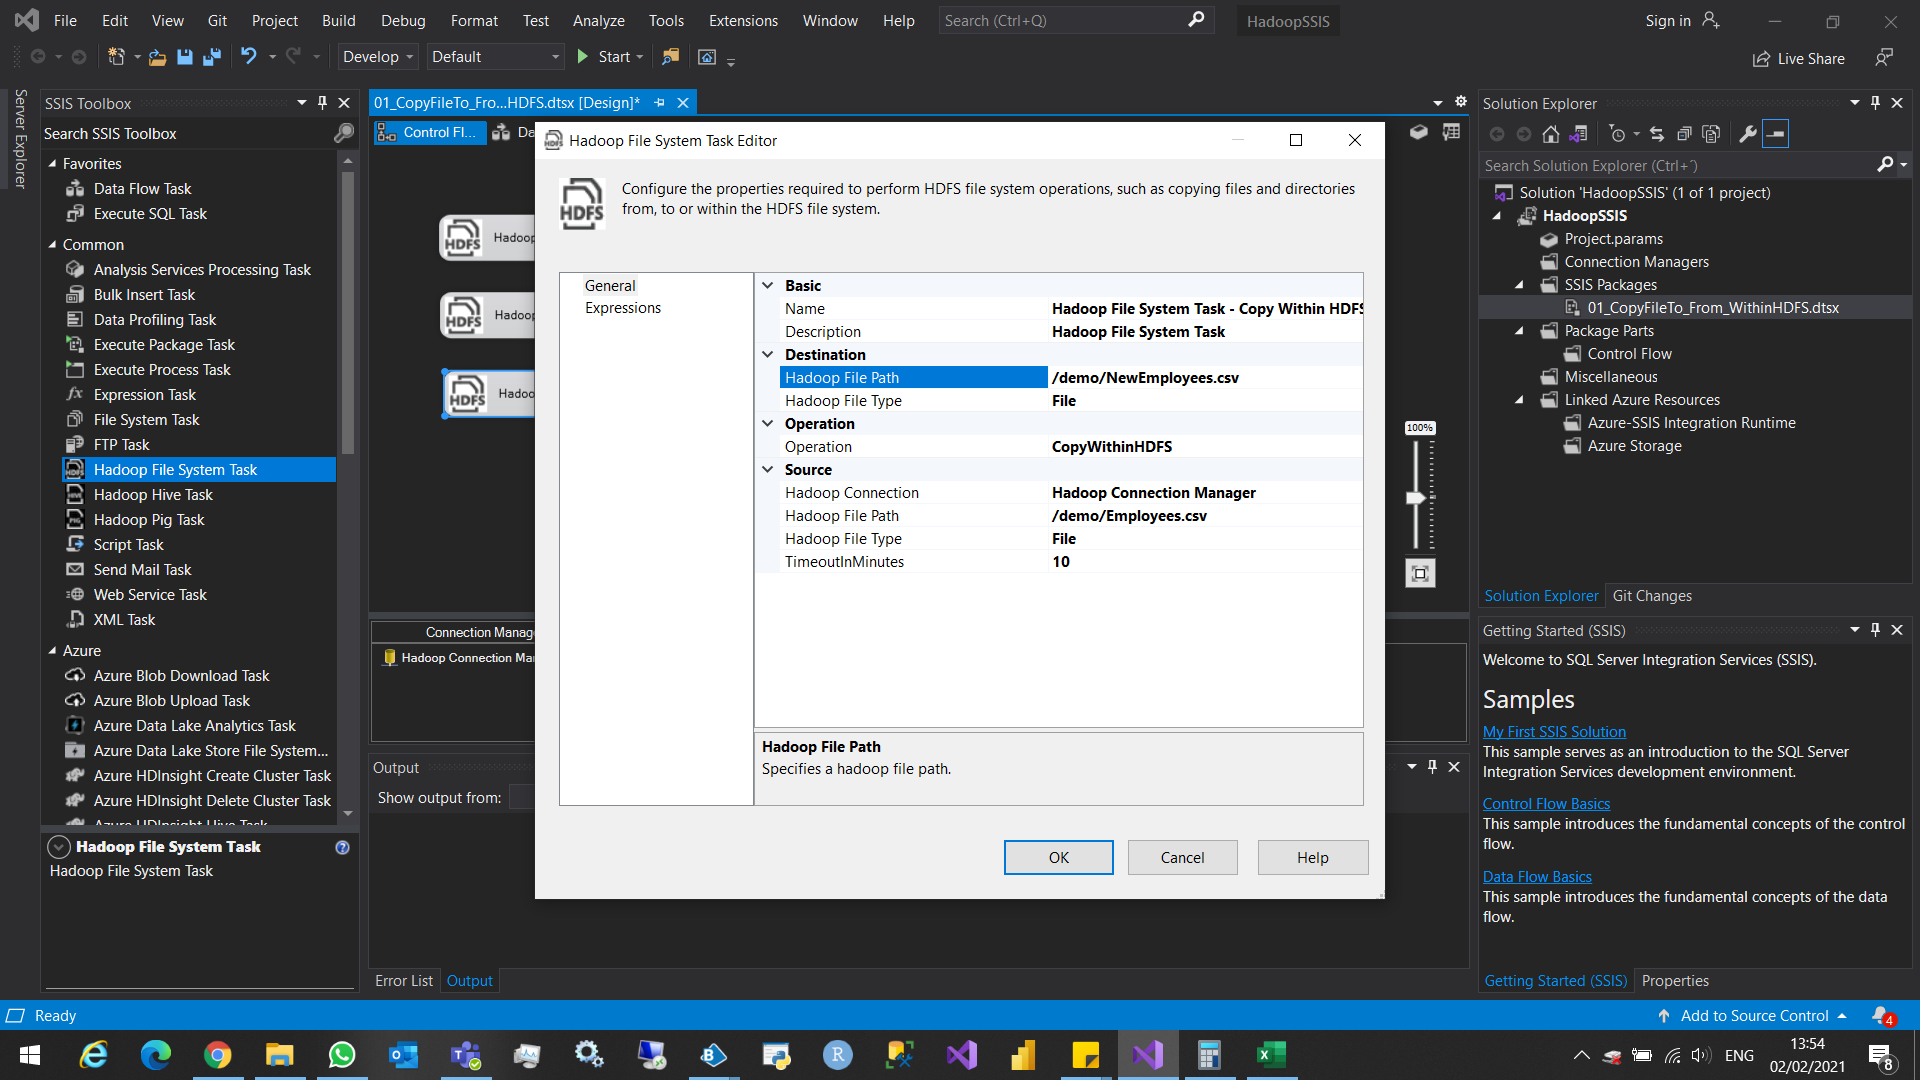 File Edit View Git Project Build Debug Format Test Analyze Tools Extensions Window Help Search (Ctrl+Q) HadoopSSIS Sign in
Develop Default Start Live Share
Server Explorer
SSIS Toolbox
Search SSIS Toolbox
Favorites
Data Flow Task
Execute SQL Task
Common
Analysis Services Processing Task
Bulk Insert Task
Data Profiling Task
Execute Package Task
Execute Process Task
Expression Task
File System Task
FTP Task
Hadoop File System Task
Hadoop Hive Task
Hadoop Pig Task
Script Task
Send Mail Task
Web Service Task
XML Task
Azure
Azure Blob Download Task
Azure Blob Upload Task
Azure Data Lake Analytics Task
Azure Data Lake Store File System...
Azure HDInsight Create Cluster Task
Azure HDInsight Delete Cluster Task
Azure HDInsight Hive Task
Hadoop File System Task
Hadoop File System Task
01_CopyFileTo_Fro...HDFS.dtsx [Design]*
Control Fl... Da
HDFS Hadoop
HDFS Hadoop
HDFS Hadoo
100%
Connection Manag
Hadoop Connection Ma
Output
Show output from:
Error List Output
Hadoop File System Task Editor
HDFS
Configure the properties required to perform HDFS file system operations, such as copying files and directories
from, to or within the HDFS file system.
General
Expressions
Basic
Name Hadoop File System Task - Copy Within HDFS
Description Hadoop File System Task
Destination
Hadoop File Path /demo/NewEmployees.csv
Hadoop File Type File
Operation
Operation CopyWithinHDFS
Source
Hadoop Connection Hadoop Connection Manager
Hadoop File Path /demo/Employees.csv
Hadoop File Type File
TimeoutInMinutes 10
Hadoop File Path
Specifies a hadoop file path.
OK Cancel Help
Solution Explorer
Search Solution Explorer (Ctrl+¨)
Solution 'HadoopSSIS' (1 of 1 project)
HadoopSSIS
Project.params
Connection Managers
SSIS Packages
01_CopyFileTo_From_WithinHDFS.dtsx
Package Parts
Control Flow
Miscellaneous
Linked Azure Resources
Azure-SSIS Integration Runtime
Azure Storage
Solution Explorer Git Changes
Getting Started (SSIS)
Welcome to SQL Server Integration Services (SSIS).
Samples
My First SSIS Solution
This sample serves as an introduction to the SQL Server
Integration Services development environment.
Control Flow Basics
This sample introduces the fundamental concepts of the control
flow.
Data Flow Basics
This sample introduces the fundamental concepts of the data
flow.
Getting Started (SSIS) Properties
Ready Add to Source Control 4
ENG 13:54
02/02/2021 8